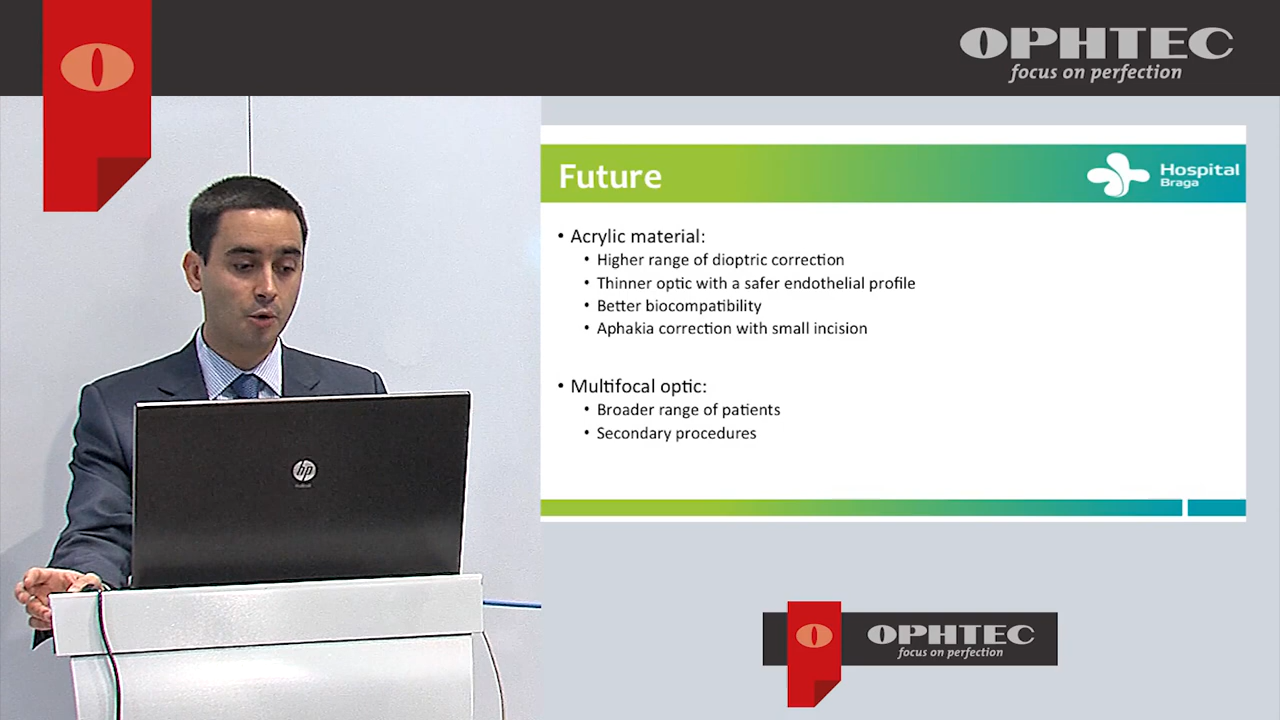 OPHTEC
focus on perfection
Future
Hospital
Braga
• Acrylic material:
• Higher range of dioptric correction
• Thinner optic with a safer endothelial profile
• Better biocompatibility
• Aphakia correction with small incision
• Multifocal optic:
• Broader range of patients
• Secondary procedures
hp
OPHTEC
focus on perfection